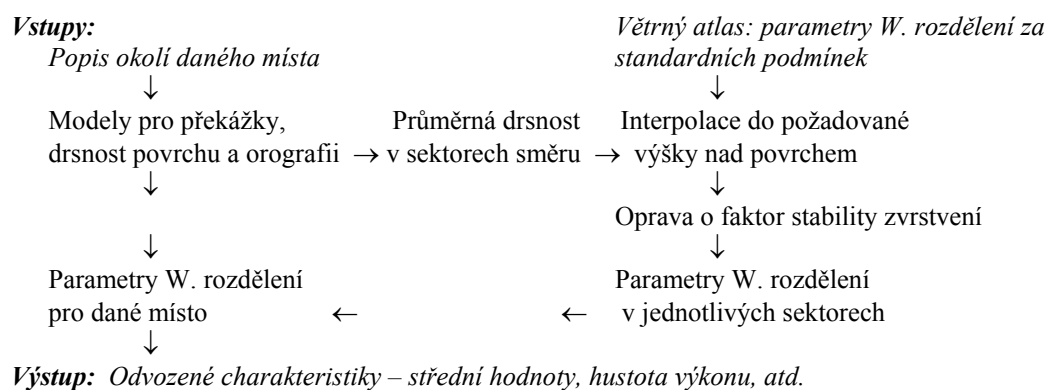 Vstupy: Větrný atlas: parametry W. rozdělení za
Popis okolí daného místa standardních podmínek
↓ ↓
Modely pro překážky, Průměrná drsnost Interpolace do požadované
drsnost povrchu a orografii → v sektorech směru → výšky nad povrchem
↓ ↓
Oprava o faktor stability zvrstvení
↓ ↓
Parametry W. rozdělení Parametry W. rozdělení
pro dané místo ← ← v jednotlivých sektorech
↓
Výstup: Odvozené charakteristiky – střední hodnoty, hustota výkonu, atd.